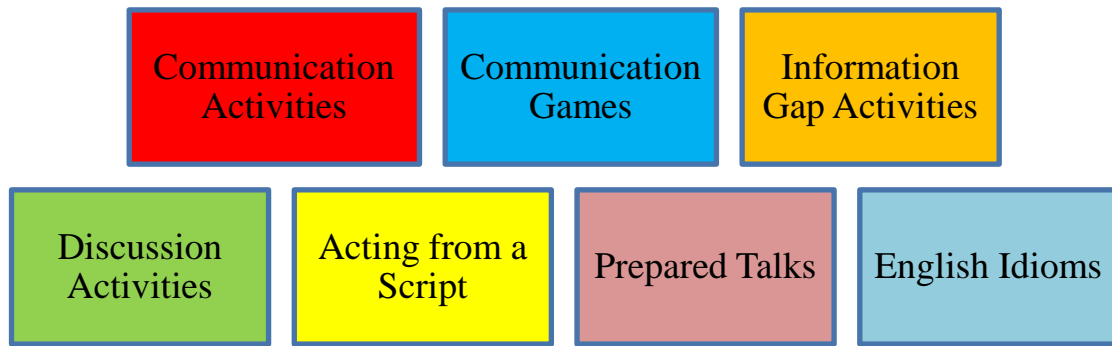 Communication
Activities
Communication
Games
Information
Gap Activities
Discussion
Activities
Acting from a
Script
Prepared Talks
English Idioms